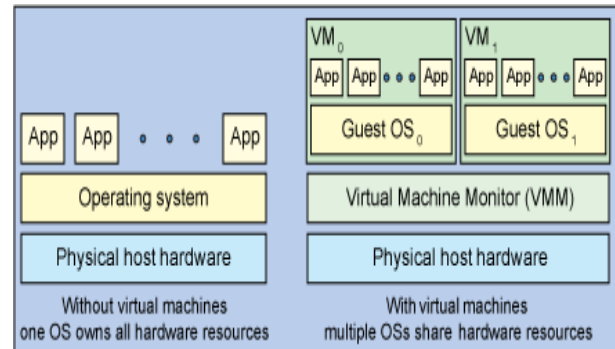 App App App
Operating system
Physical host hardware
Without virtual machines
one OS owns all hardware resources
VM0
App App App
Guest OS0
VM1
App App App
Guest OS1
Virtual Machine Monitor (VMM)
Physical host hardware
With virtual machines
multiple OSs share hardware resources